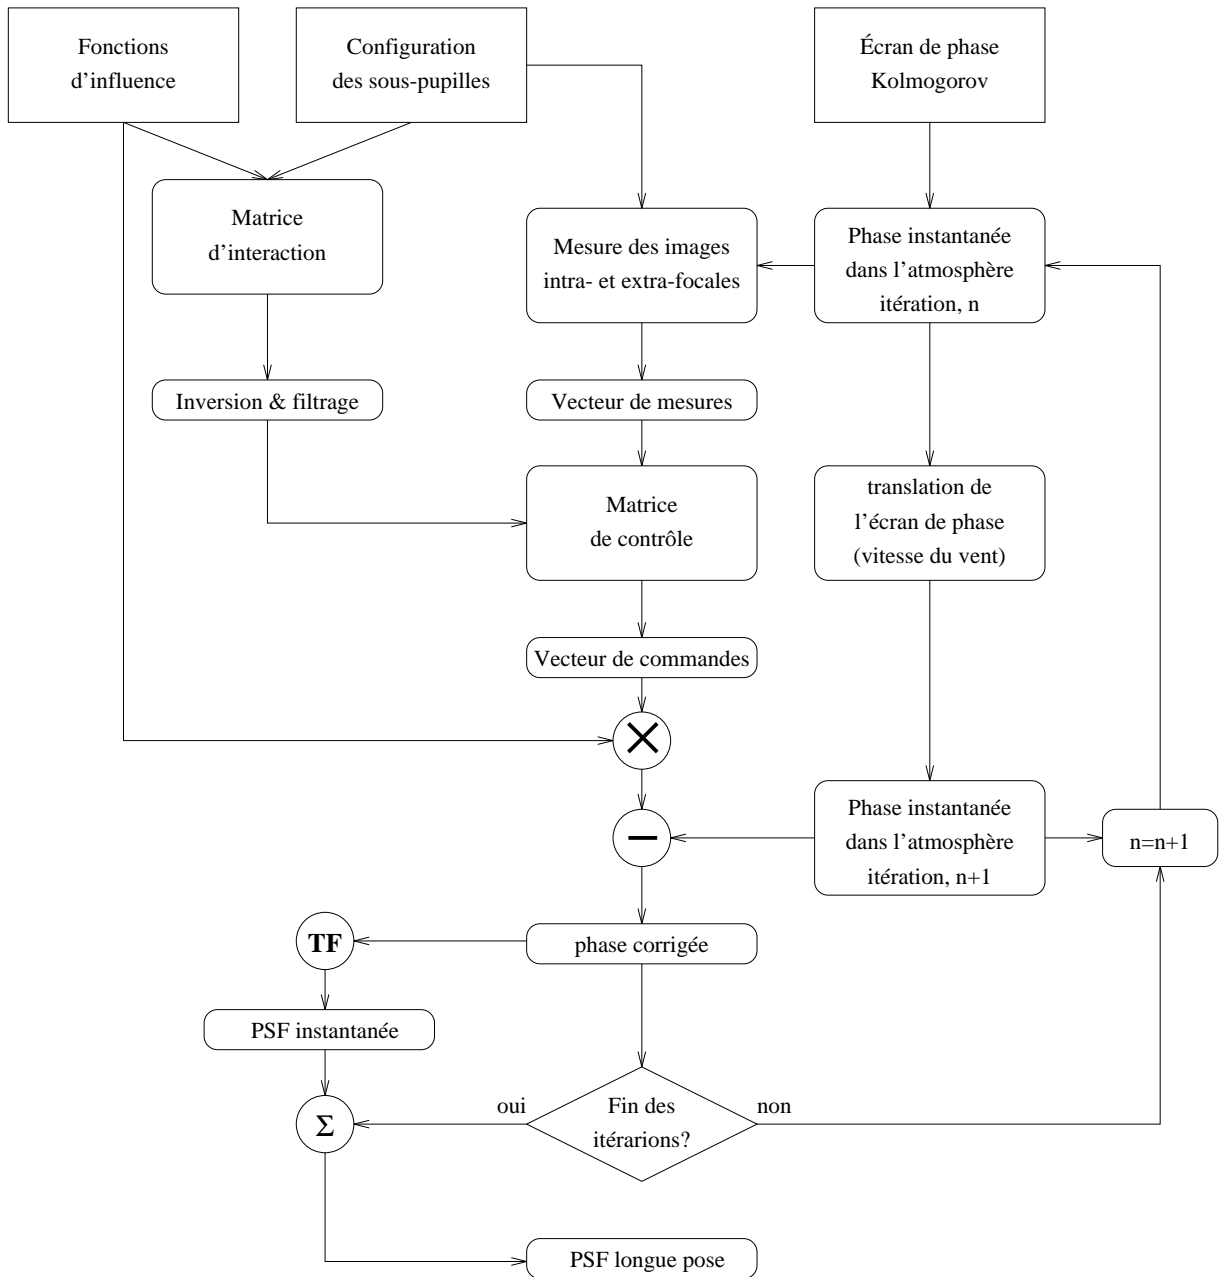 Fonctions
d’influence
Configuration
des sous-pupilles
Écran de phase
Kolmogorov
Matrice
d’interaction
Mesure des images
intra- et extra-focales
Phase instantanée
dans l’atmosphère
itération, n
Inversion & filtrage
Vecteur de mesures
Matrice
de contrôle
translation de
l’écran de phase
(vitesse du vent)
Vecteur de commandes
×
−
Phase instantanée
dans l’atmosphère
itération, n+1
n=n+1
TF
phase corrigée
PSF instantanée
Σ
oui
Fin des
itérarions?
non
PSF longue pose